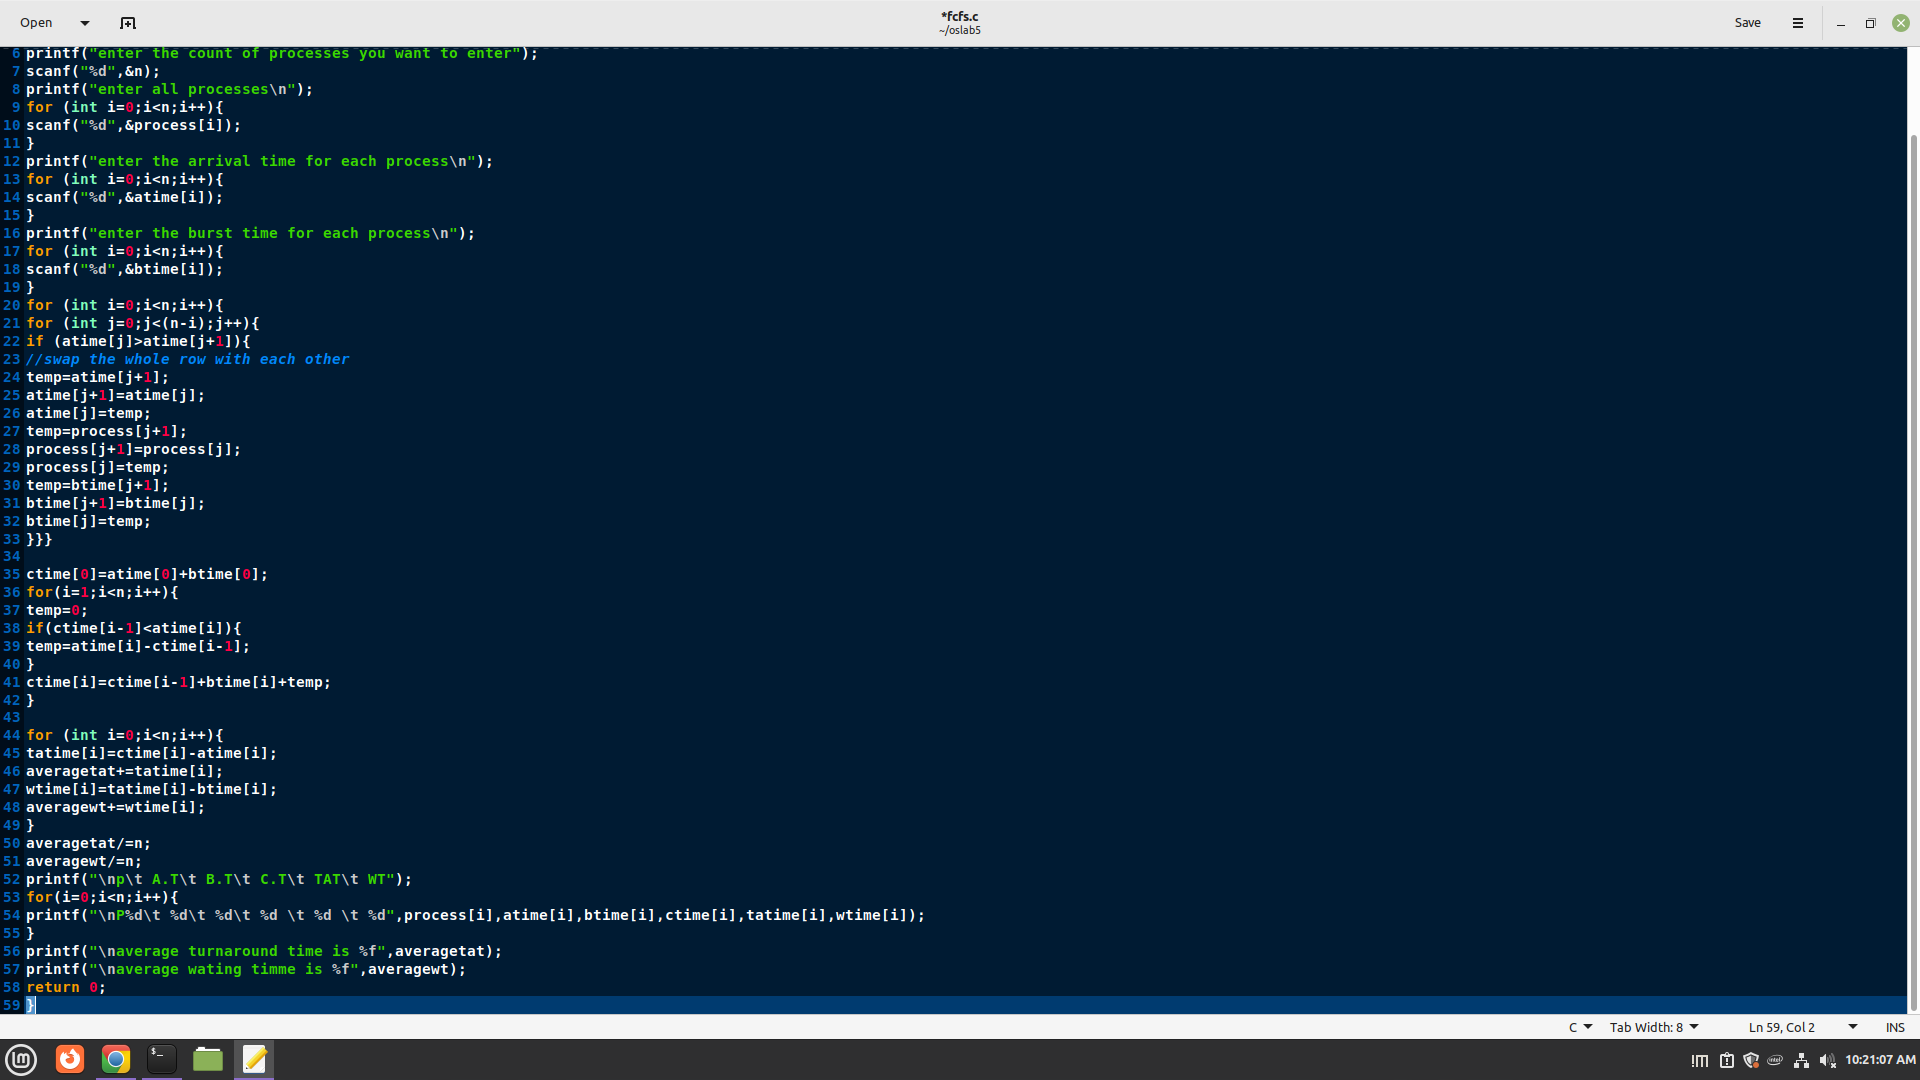 Open
*fcfs.c
~/oslab5
Save
6 printf("enter the count of processes you want to enter");
7 scanf("%d",&n);
8 printf("enter all processes\n");
9 for (int i=0;i<n;i++){
10 scanf("%d",&process[i]);
11 }
12 printf("enter the arrival time for each process\n");
13 for (int i=0;i<n;i++){
14 scanf("%d",&atime[i]);
15 }
16 printf("enter the burst time for each process\n");
17 for (int i=0;i<n;i++){
18 scanf("%d",&btime[i]);
19 }
20 for (int i=0;i<n;i++){
21 for (int j=0;j<(n-i);j++){
22 if (atime[j]>atime[j+1]){
23 //swap the whole row with each other
24 temp=atime[j+1];
25 atime[j+1]=atime[j];
26 atime[j]=temp;
27 temp=process[j+1];
28 process[j+1]=process[j];
29 process[j]=temp;
30 temp=btime[j+1];
31 btime[j+1]=btime[j];
32 btime[j]=temp;
33 }}}
34
35 ctime[0]=atime[0]+btime[0];
36 for(i=1;i<n;i++){
37 temp=0;
38 if(ctime[i-1]<atime[i]){
39 temp=atime[i]-ctime[i-1];
40 }
41 ctime[i]=ctime[i-1]+btime[i]+temp;
42 }
43
44 for (int i=0;i<n;i++){
45 tatime[i]=ctime[i]-atime[i];
46 averagetat+=tatime[i];
47 wtime[i]=tatime[i]-btime[i];
48 averagewt+=wtime[i];
49 }
50 averagetat/=n;
51 averagewt/=n;
52 printf("\np\t A.T\t B.T\t C.T\t TAT\t WT");
53 for(i=0;i<n;i++){
54 printf("\nP%d\t %d\t %d\t %d \t %d \t %d",process[i],atime[i],btime[i],ctime[i],tatime[i],wtime[i]);
55 }
56 printf("\naverage turnaround time is %f",averagetat);
57 printf("\naverage wating timme is %f",averagewt);
58 return 0;
59 }
C
Tab Width: 8
Ln 59, Col 2
INS
10:21:07 AM